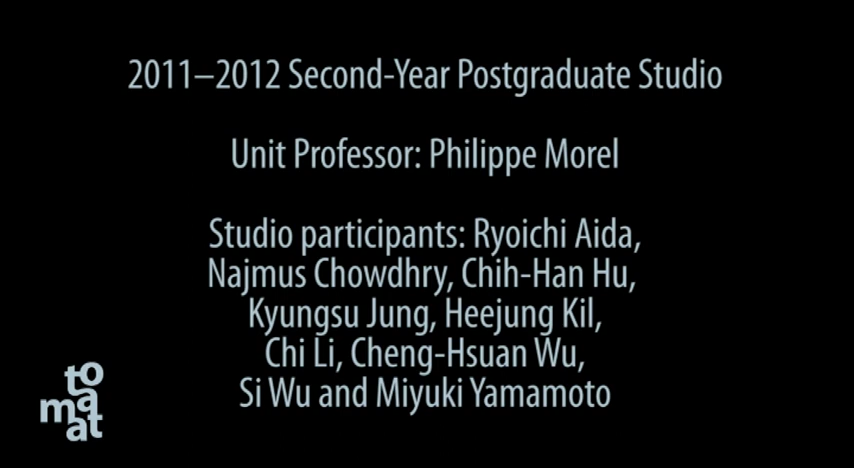 2011–2012 Second-Year Postgraduate Studio
Unit Professor: Philippe Morel
Studio participants: Ryoichi Aida,
Najmus Chowdhry, Chih-Han Hu,
Kyungsu Jung, Heejung Kil,
Chi Li, Cheng-Hsuan Wu,
Si Wu and Miyuki Yamamoto
to
ma
at